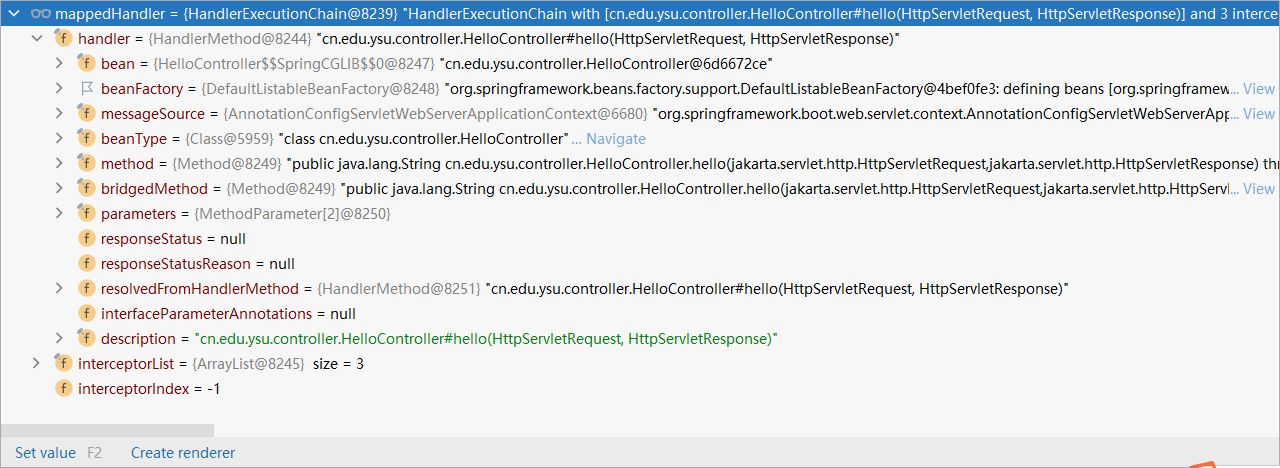 mappedHandler = {HandlerExecutionChain@8239} "HandlerExecutionChain with [cn.edu.ysu.controller.HelloController#hello(HttpServletRequest, HttpServletResponse)] and 3 interce
f handler = {HandlerMethod@8244} "cn.edu.ysu.controller.HelloController#hello(HttpServletRequest, HttpServletResponse)"
f bean = {HelloController$$SpringCGLIB$$0@8247} "cn.edu.ysu.controller.HelloController@6d6672ce"
beanFactory = {DefaultListableBeanFactory@8248} "org.springframework.beans.factory.support.DefaultListableBeanFactory@4bef0fe3: defining beans [org.springframew... View
f messageSource = {AnnotationConfigServletWebServerApplicationContext@6680} "org.springframework.boot.web.servlet.context.AnnotationConfigServletWebServerApp... View
f beanType = {Class@5959} "class cn.edu.ysu.controller.HelloController" ... Navigate
f method = {Method@8249} "public java.lang.String cn.edu.ysu.controller.HelloController.hello(jakarta.servlet.http.HttpServletRequest,jakarta.servlet.http.HttpServletResponse) thr
f bridgedMethod = {Method@8249} "public java.lang.String cn.edu.ysu.controller.HelloController.hello(jakarta.servlet.http.HttpServletRequest,jakarta.servlet.http.HttpServl... View
f parameters = {MethodParameter[2]@8250}
f responseStatus = null
f responseStatusReason = null
f resolvedFromHandlerMethod = {HandlerMethod@8251} "cn.edu.ysu.controller.HelloController#hello(HttpServletRequest, HttpServletResponse)"
f interfaceParameterAnnotations = null
f description = "cn.edu.ysu.controller.HelloController#hello(HttpServletRequest, HttpServletResponse)"
f interceptorList = {ArrayList@8245} size = 3
f interceptorIndex = -1
Set value F2 Create renderer